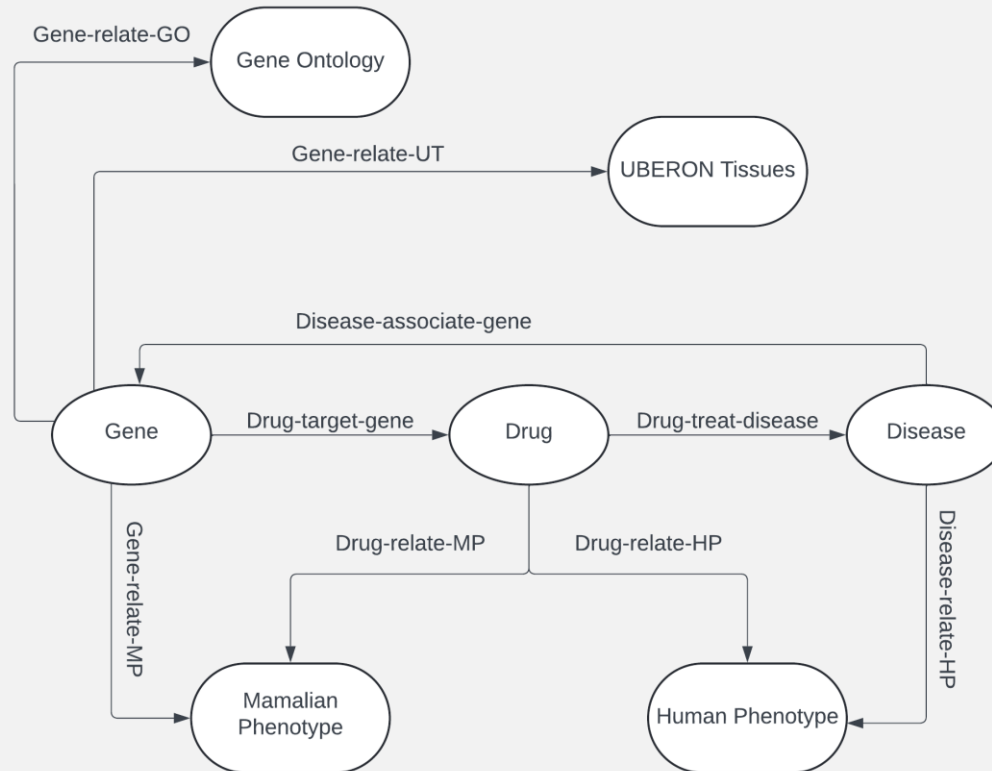 Gene-relate-GO
Gene Ontology
Gene-relate-UT
UBERON Tissues
Disease-associate-gene
Gene
Drug-target-gene
Drug
Drug-treat-disease
Disease
Gene-relate-MP
Drug-relate-MP
Drug-relate-HP
Disease-relate-HP
Mamalian
Phenotype
Human Phenotype